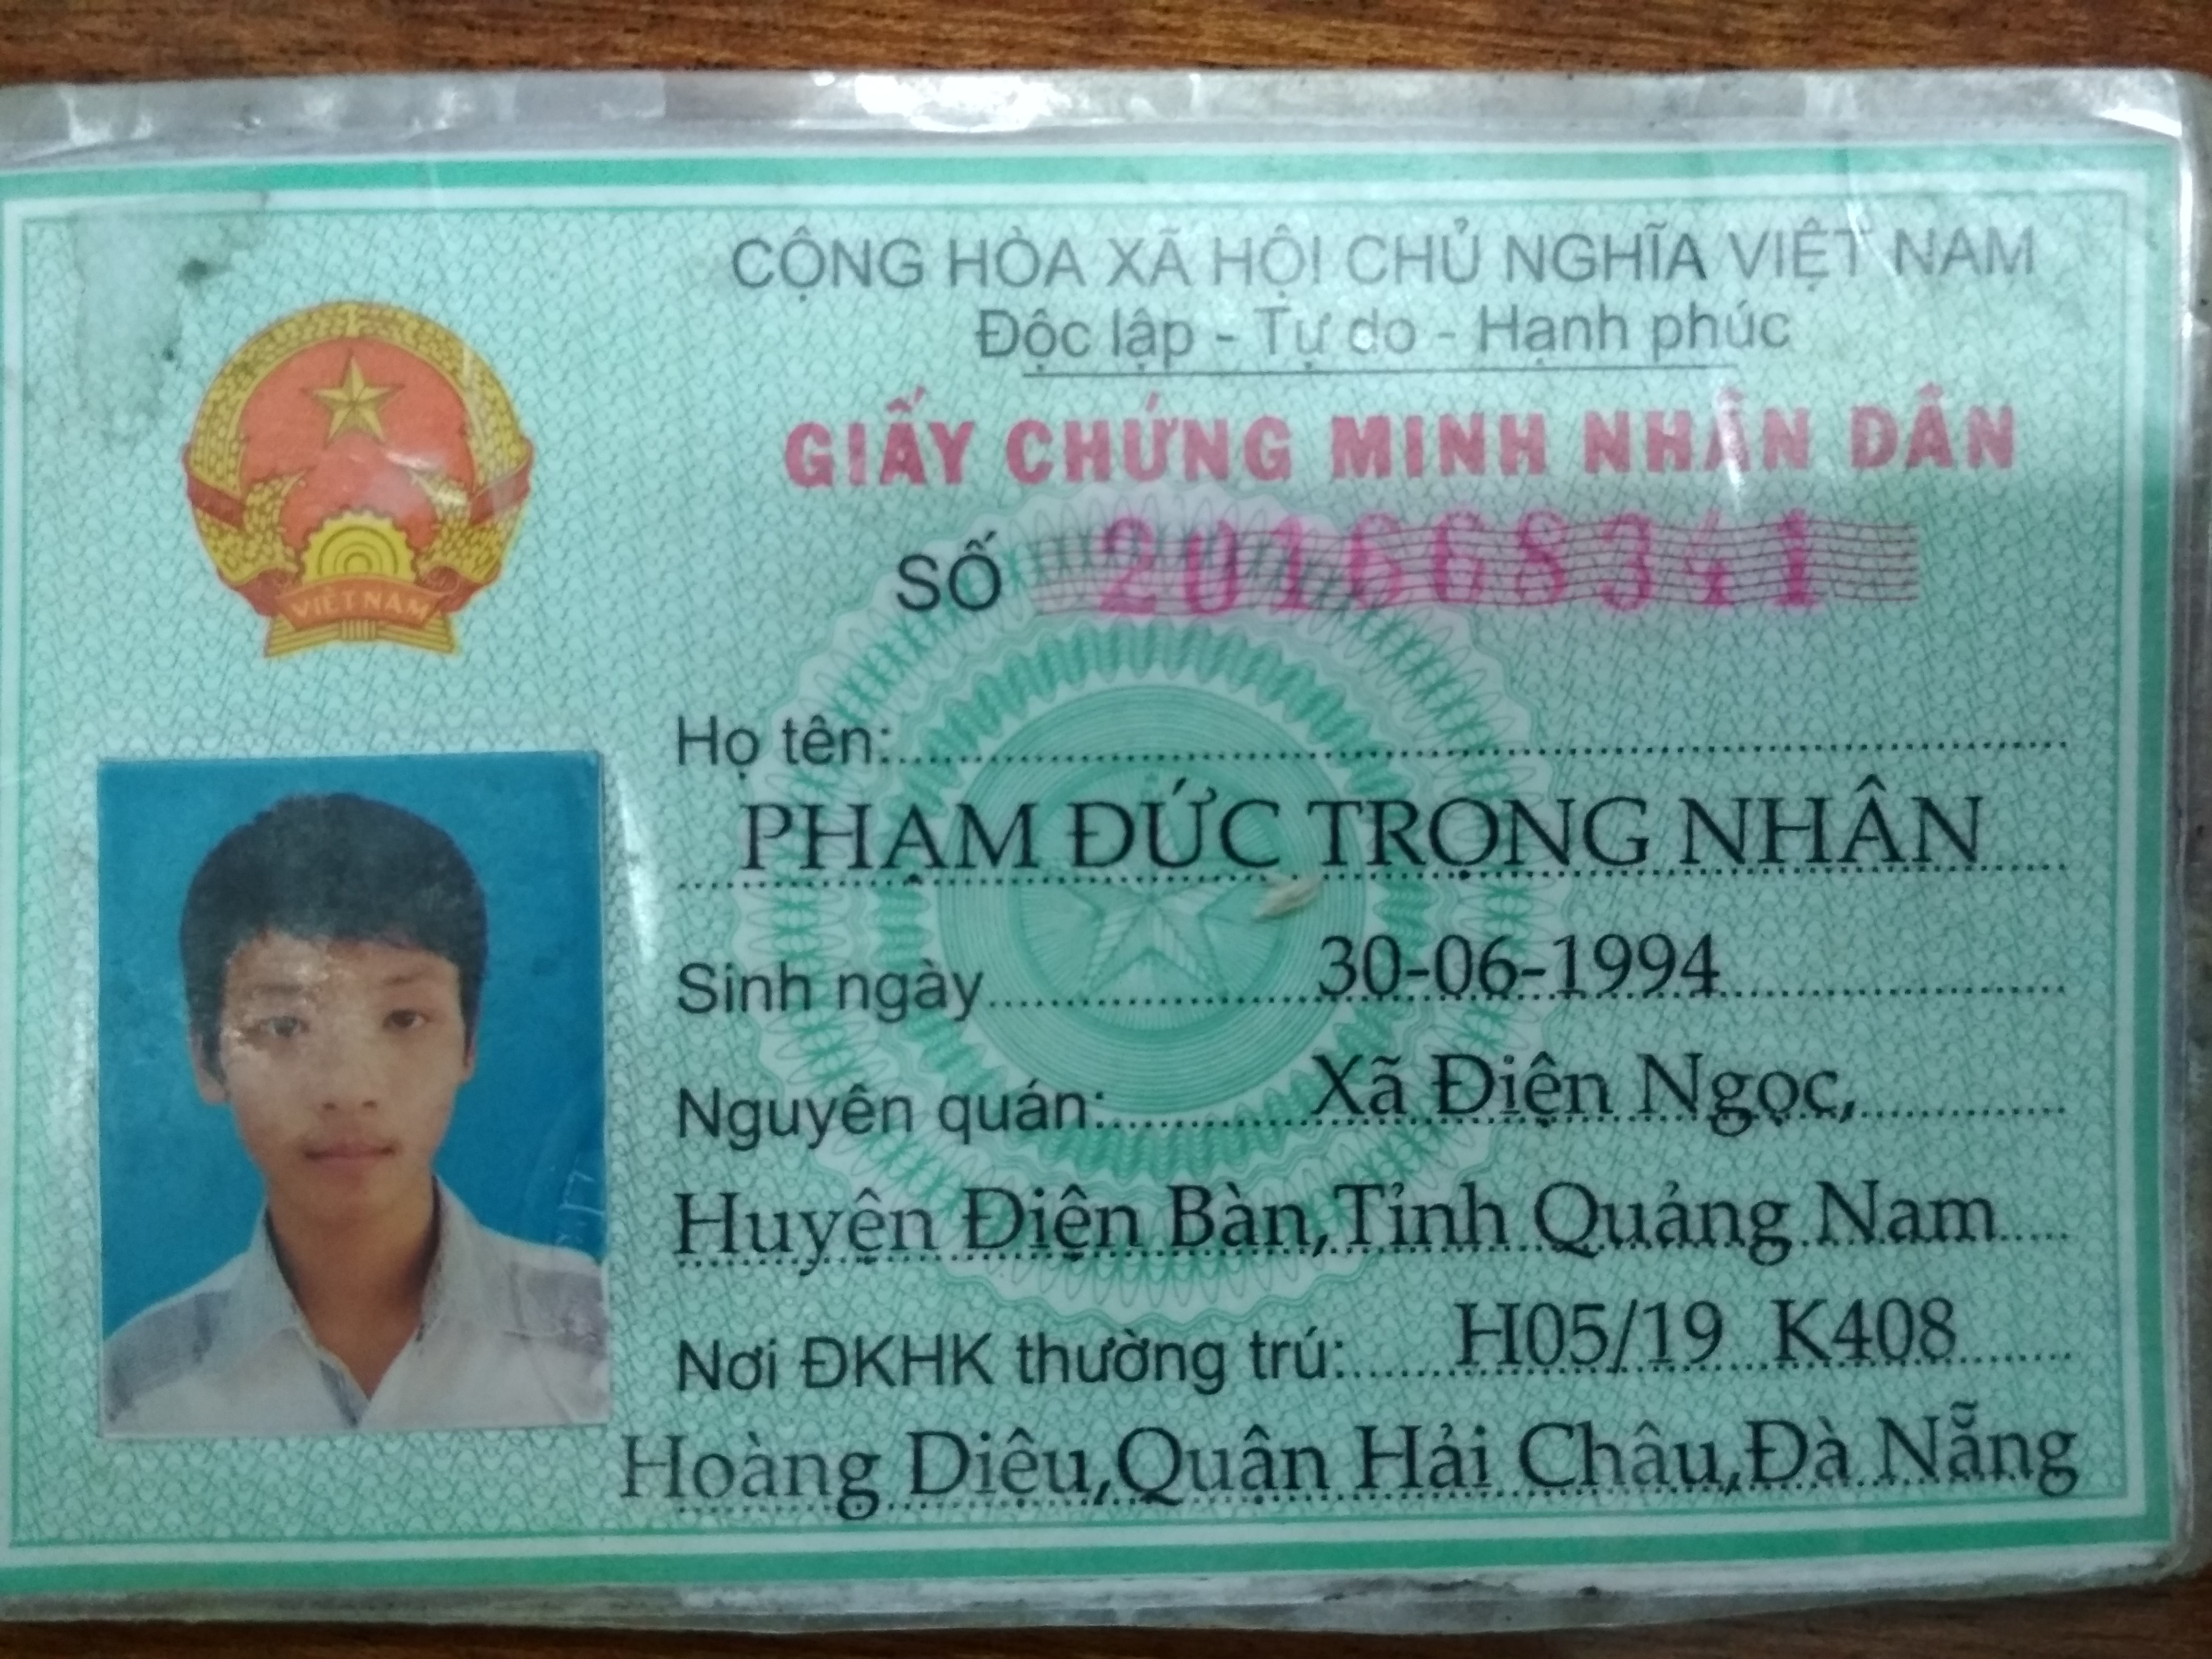 CỘNG HÒA XÃ HỘI CHỦ NGHĨA VIỆT NAM
Độc lập - Tự do - Hạnh phúc
GIẤY CHỨNG MINH NHÂN DÂN
SỐ 201668341
VIỆT NAM
Họ tên:
PHẠM ĐỨC TRỌNG NHÂN
Sinh ngày 30-06-1994
Nguyên quán: Xã Điện Ngọc,
Huyện Điện Bàn,Tỉnh Quảng Nam
Nơi ĐKHK thường trú: H05/19 K408
Hoàng Diệu,Quận Hải Châu,Đà Nẵng